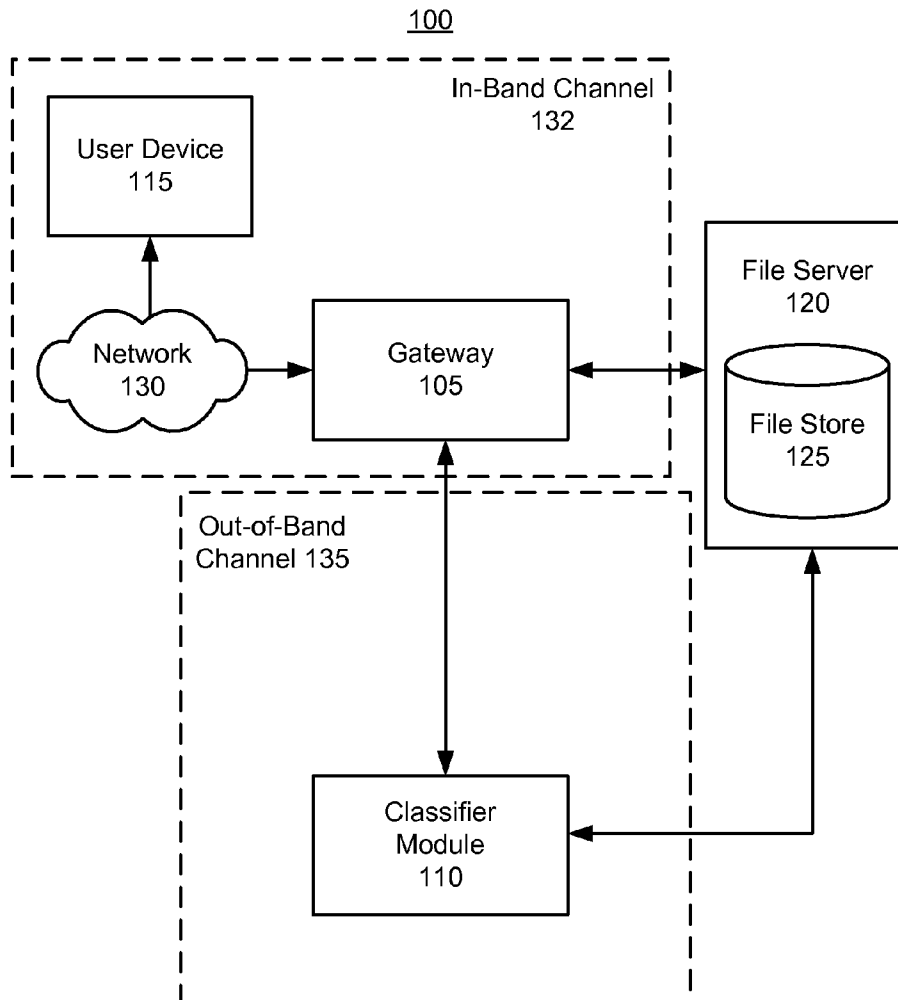 100
In-Band Channel
132
User Device
115
File Server
120
Network
130
Gateway
105
File Store
125
Out-of-Band
Channel 135
Classifier
Module
110